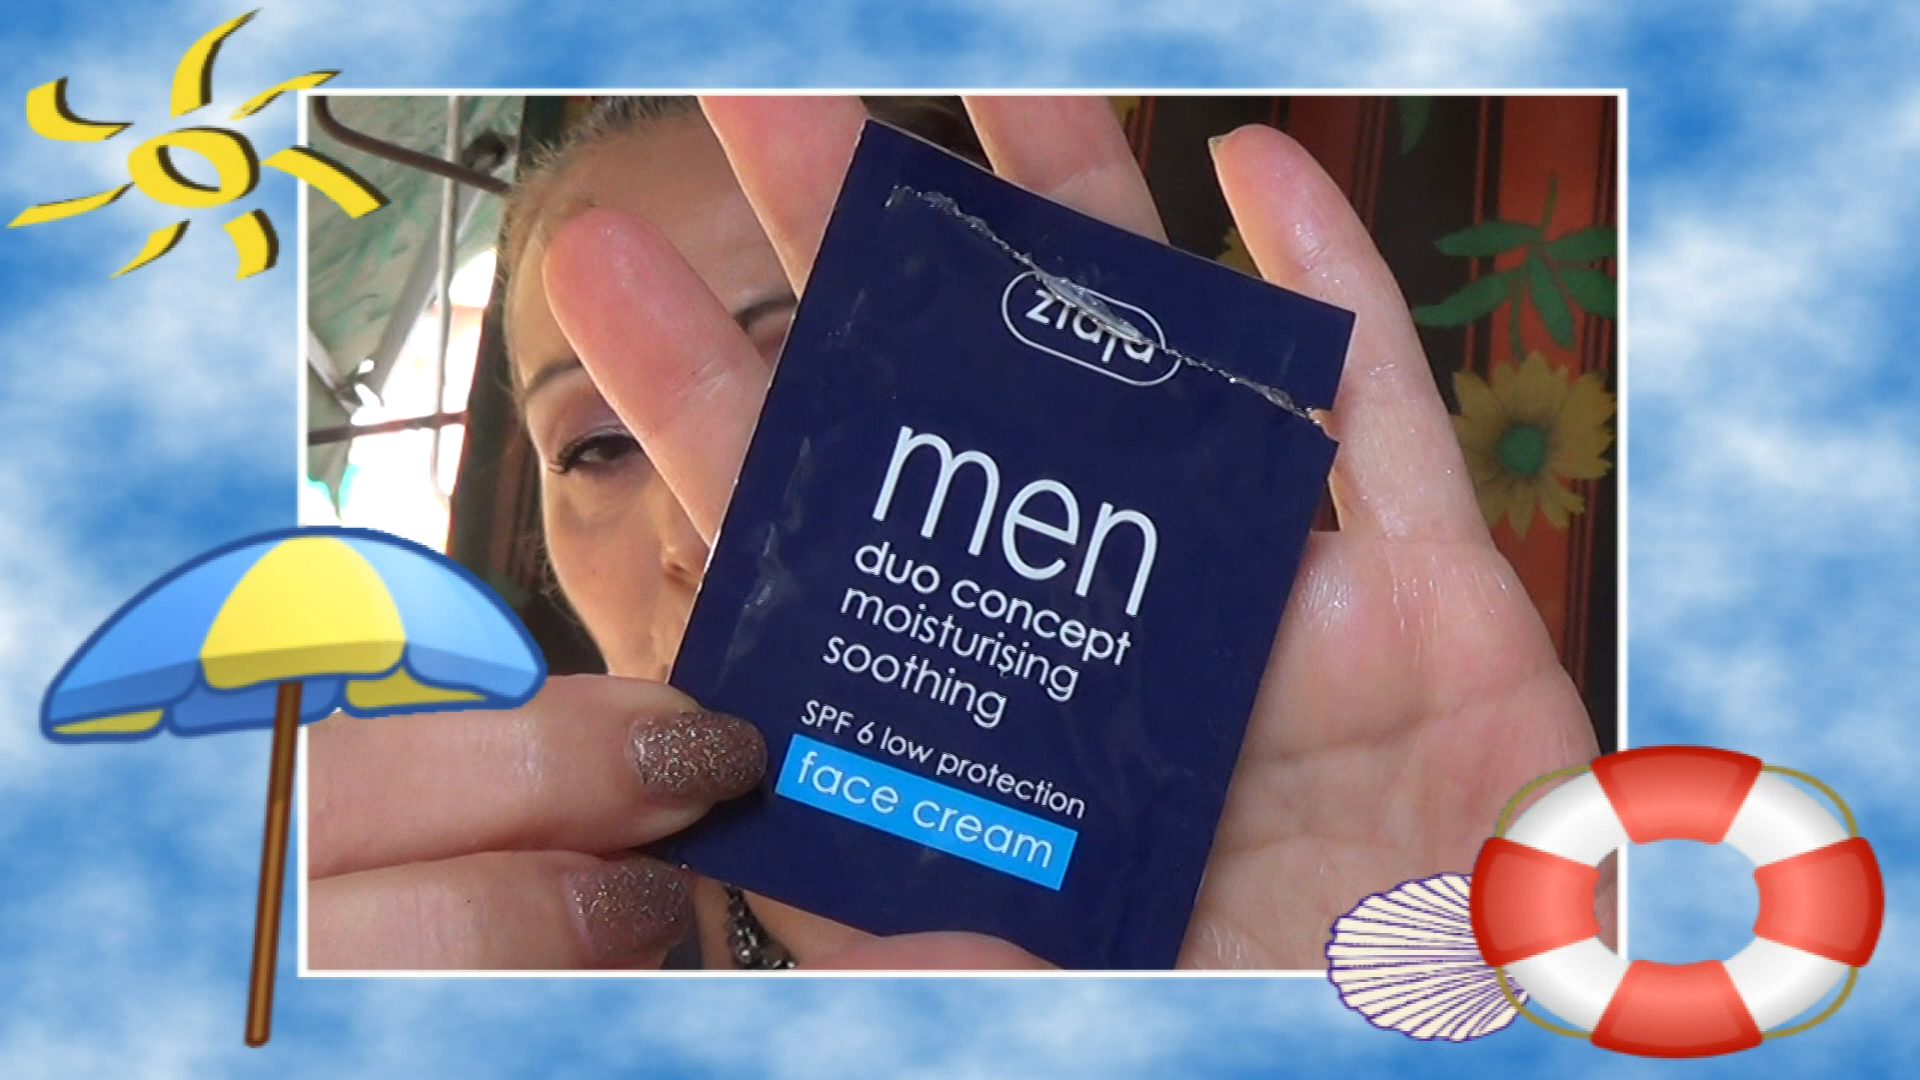 ziaja
men
duo concept
moisturising
soothing
SPF 6 low protection
face cream